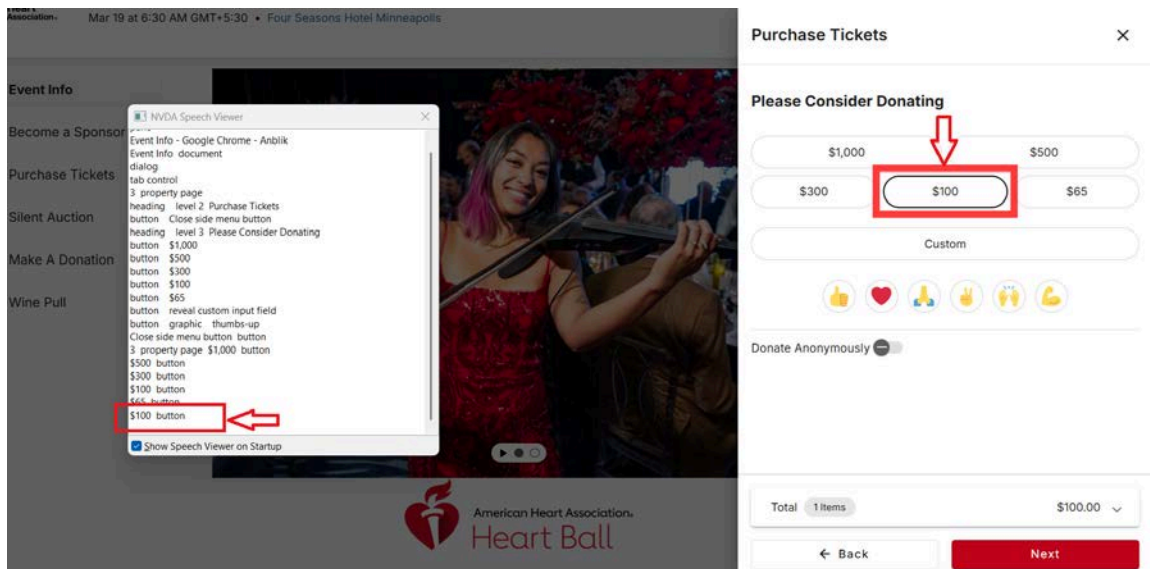 Heart
Association.
Mar 19 at 6:30 AM GMT+5:30 • Four Seasons Hotel Minneapolis
Event Info
Become a Sponsor
Purchase Tickets
Silent Auction
Make A Donation
Wine Pull
NVDA Speech Viewer
Event Info - Google Chrome - Anblik
Event Info document
dialog
tab control
3 property page
heading level 2 Purchase Tickets
button Close side menu button
heading level 3 Please Consider Donating
button $1,000
button $500
button $300
button $100
button $65
button reveal custom input field
button graphic thumbs-up
Close side menu button button
3 property page $1,000 button
$500 button
$300 button
$100 button
$65 button
$100 button
Show Speech Viewer on Startup
American Heart Association.
Heart Ball
Purchase Tickets
Please Consider Donating
$1,000 $500
$300 $100 $65
Custom
Donate Anonymously
Total 1 Items $100.00
Back Next